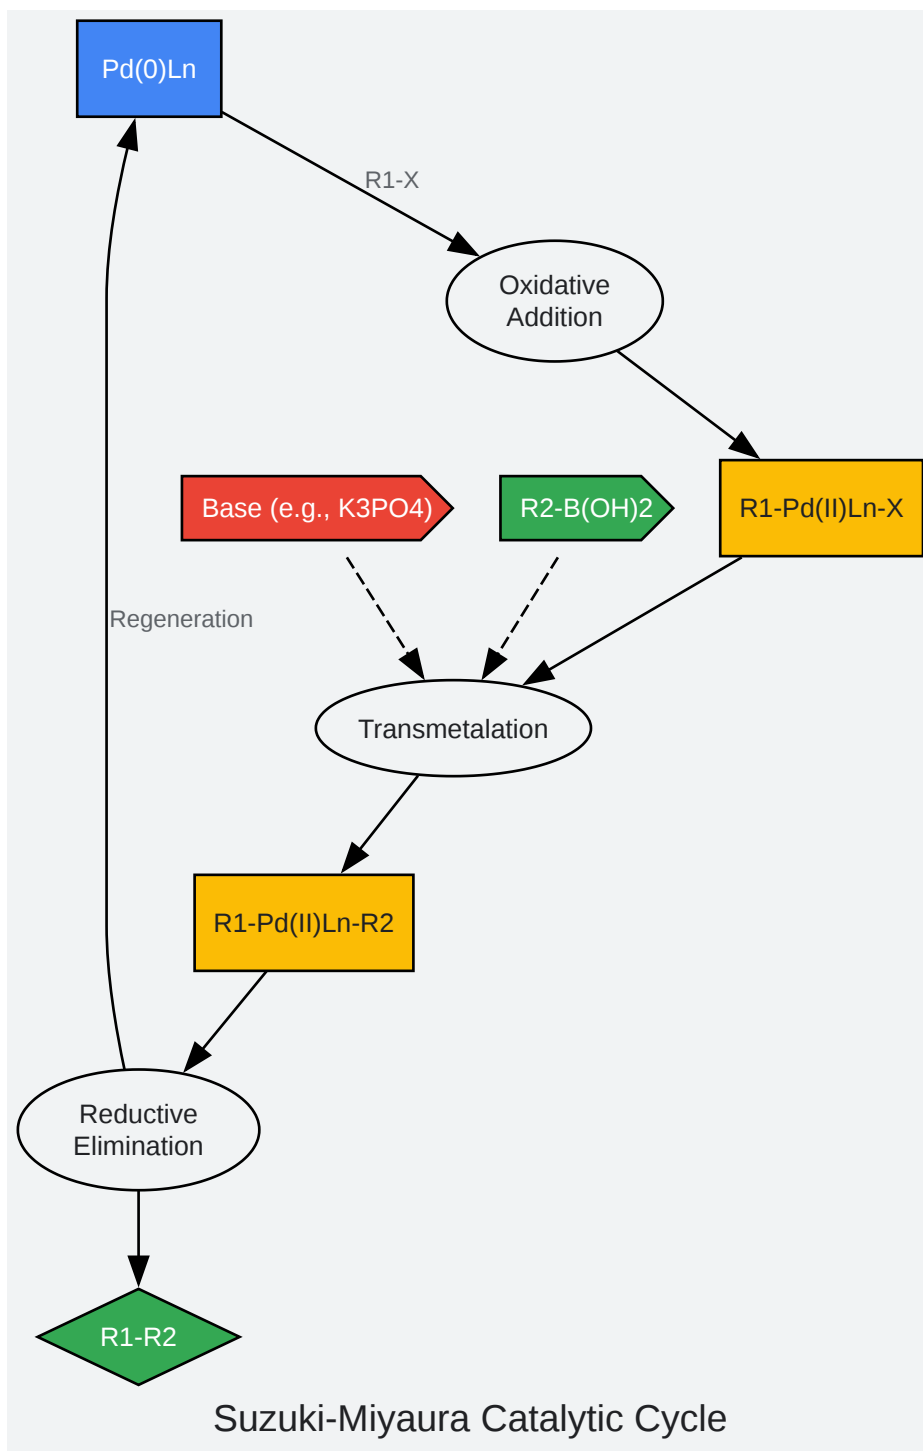 Pd(0)Ln
R1-X
Oxidative
Addition
Base (e.g., K3PO4)
R2-B(OH)2
R1-Pd(II)Ln-X
Regeneration
Transmetalation
R1-Pd(II)Ln-R2
Reductive
Elimination
R1-R2
Suzuki-Miyaura Catalytic Cycle